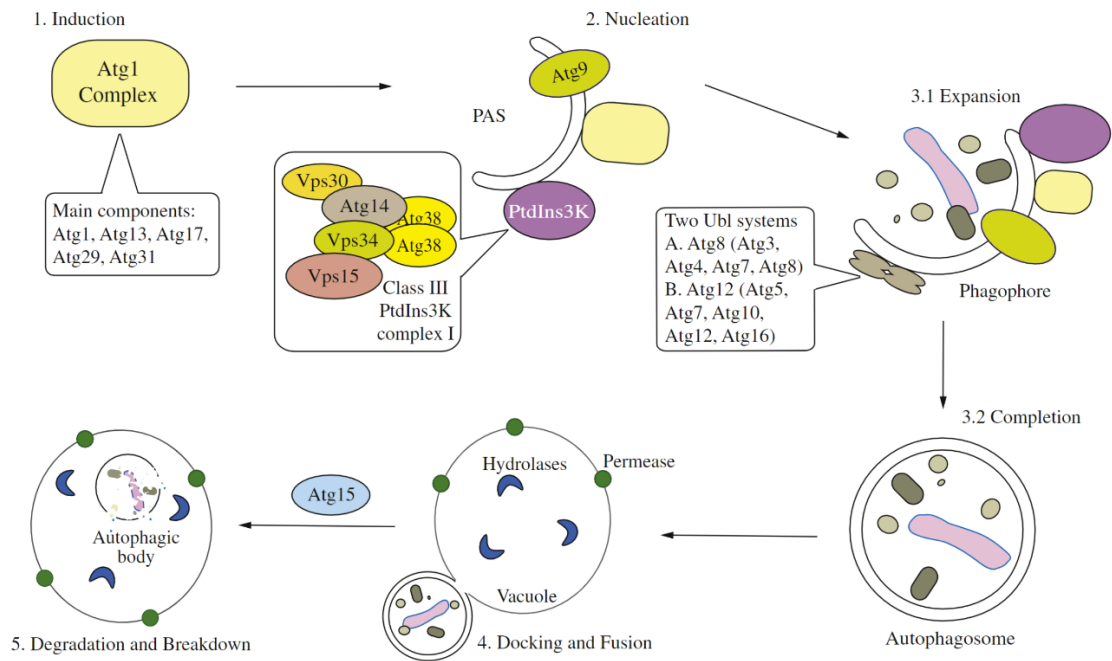 1. Induction
Atg1
Complex
Main components:
Atg1, Atg13, Atg17,
Atg29, Atg31
2. Nucleation
Atg9
PAS
PtdIns3K
Vps30
Atg14
Atg38
Vps34
Atg38
Vps15
Class III
PtdIns3K
complex I
3.1 Expansion
Two Ubl systems
A. Atg8 (Atg3,
Atg4, Atg7, Atg8)
B. Atg12 (Atg5,
Atg7, Atg10,
Atg12, Atg16)
Phagophore
3.2 Completion
Autophagosome
Hydrolases
Permease
Vacuole
4. Docking and Fusion
Atg15
Autophagic
body
5. Degradation and Breakdown